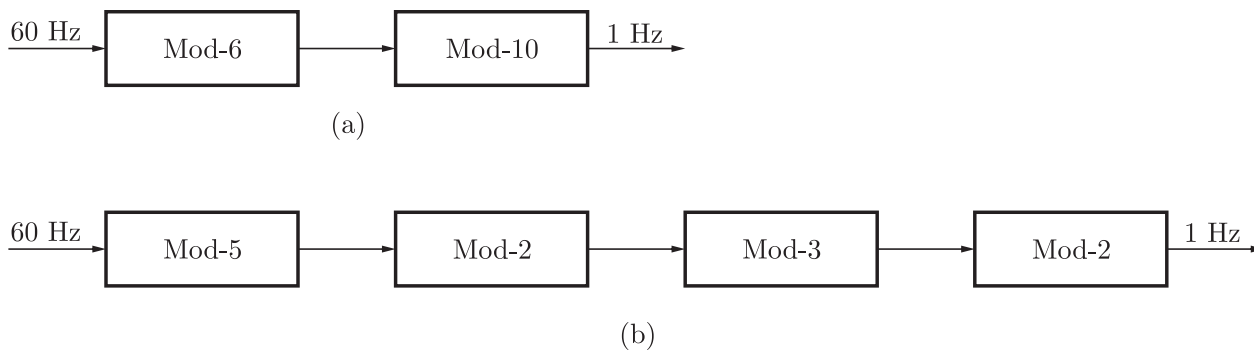 60 Hz Mod-6 Mod-10 1 Hz
(a)
60 Hz Mod-5 Mod-2 Mod-3 Mod-2 1 Hz
(b)